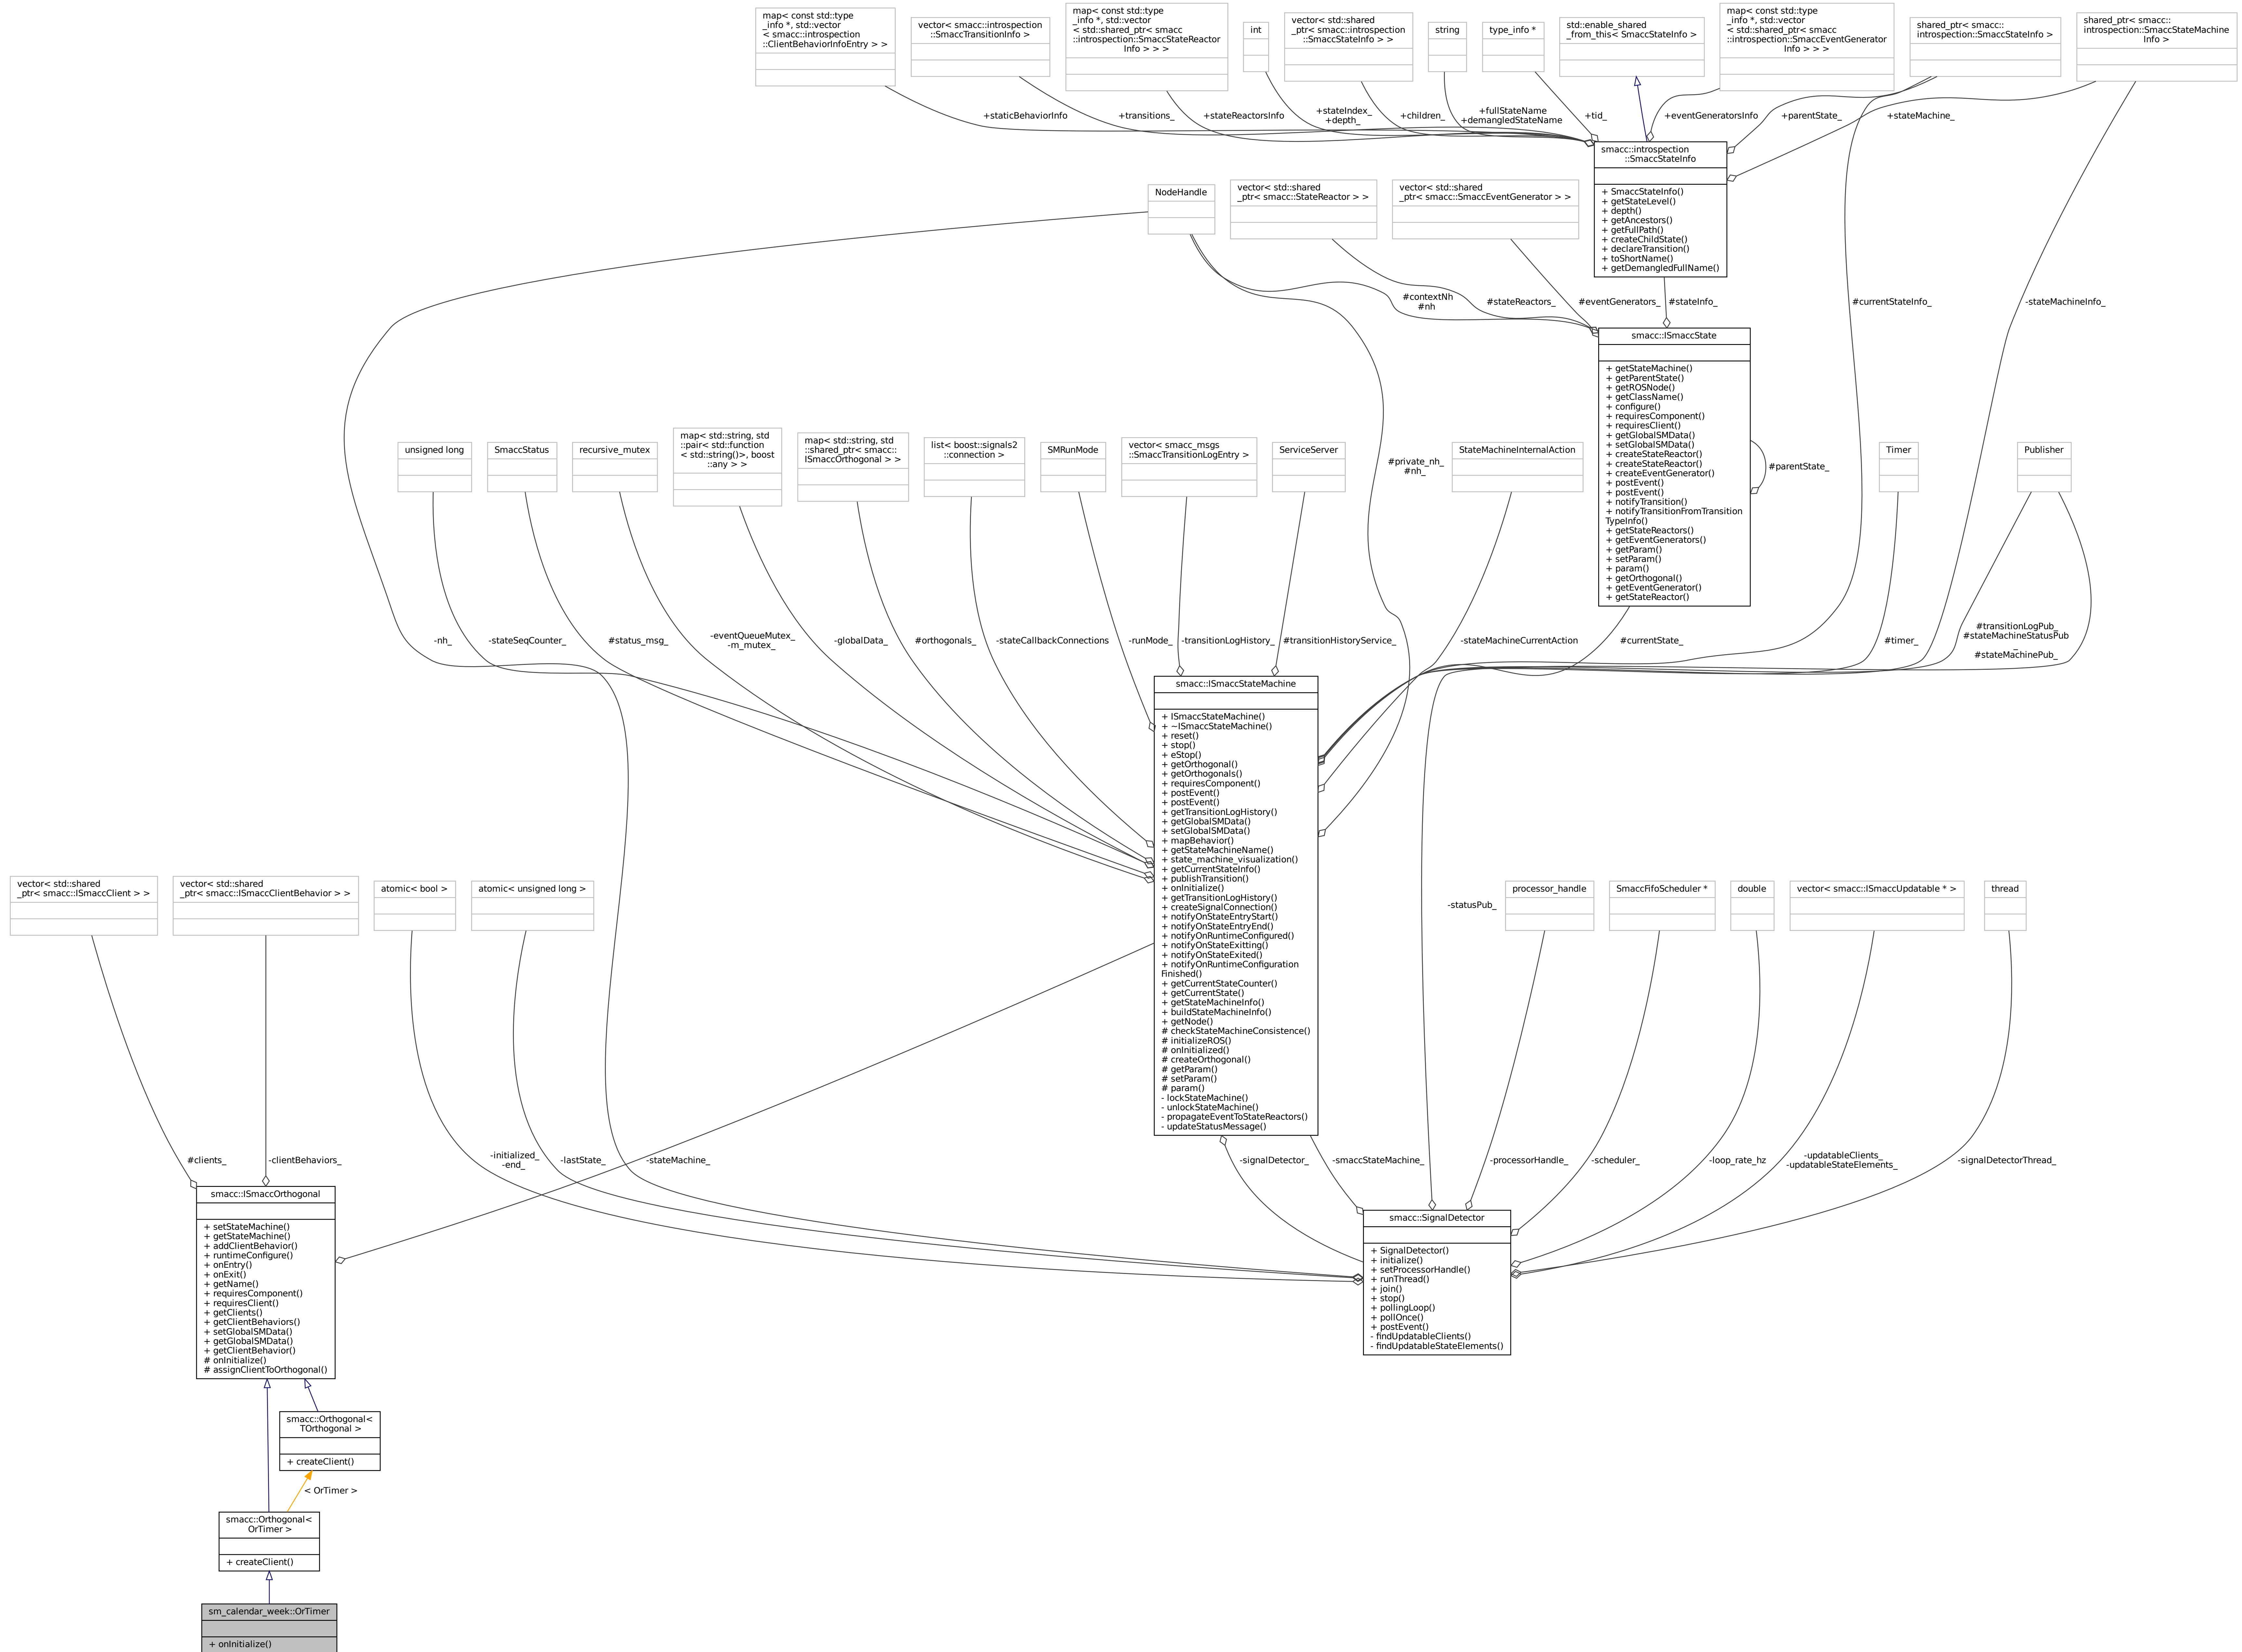 map< const std::type
_info *, std::vector
< smacc::introspection
::ClientBehaviorInfoEntry > >
vector< smacc::introspection
::SmaccTransitionInfo >
map< const std::type
_info *, std::vector
< std::shared_ptr< smacc
::introspection::SmaccStateReactor
Info > > >
int
vector< std::shared
_ptr< smacc::introspection
::SmaccStateInfo > >
string
type_info *
std::enable_shared
_from_this< SmaccStateInfo >
map< const std::type
_info *, std::vector
< std::shared_ptr< smacc
::introspection::SmaccEventGenerator
Info > > >
shared_ptr< smacc::
introspection::SmaccStateInfo >
shared_ptr< smacc::
introspection::SmaccStateMachine
Info >
+staticBehaviorInfo
+transitions_
+stateReactorsInfo
+stateIndex_
+depth_
+children_
+fullStateName
+demangledStateName
+tid_
+eventGeneratorsInfo
+parentState_
+stateMachine_
smacc::introspection
::SmaccStateInfo
+ SmaccStateInfo()
+ getStateLevel()
+ depth()
+ getAncestors()
+ getFullPath()
+ createChildState()
+ declareTransition()
+ toShortName()
+ getDemangledFullName()
NodeHandle
vector< std::shared
_ptr< smacc::StateReactor > >
vector< std::shared
_ptr< smacc::SmaccEventGenerator > >
#contextNh
#nh
#stateReactors_
#eventGenerators_
#stateInfo_
#currentStateInfo_
-stateMachineInfo_
smacc::ISmaccState
+ getStateMachine()
+ getParentState()
+ getROSNode()
+ getClassName()
+ configure()
+ requiresComponent()
+ requiresClient()
+ getGlobalSMData()
+ setGlobalSMData()
+ createStateReactor()
+ createStateReactor()
+ createEventGenerator()
+ postEvent()
+ postEvent()
+ notifyTransition()
+ notifyTransitionFromTransition
TypeInfo()
+ getStateReactors()
+ getEventGenerators()
+ getParam()
+ setParam()
+ param()
+ getOrthogonal()
+ getEventGenerator()
+ getStateReactor()
#parentState_
unsigned long
SmaccStatus
recursive_mutex
map< std::string, std
::pair< std::function
< std::string()>, boost
::any > >
map< std::string, std
::shared_ptr< smacc::
ISmaccOrthogonal > >
list< boost::signals2
::connection >
SMRunMode
vector< smacc_msgs
::SmaccTransitionLogEntry >
ServiceServer
#private_nh_
#nh_
StateMachineInternalAction
Timer
Publisher
-nh_
-stateSeqCounter_
#status_msg_
-eventQueueMutex_
-m_mutex_
-globalData_
#orthogonals_
-stateCallbackConnections
-runMode_
-transitionLogHistory_
#transitionHistoryService_
-stateMachineCurrentAction
#currentState_
#timer_
#transitionLogPub_
#stateMachineStatusPub
_
#stateMachinePub_
smacc::ISmaccStateMachine
+ ISmaccStateMachine()
+ ~ISmaccStateMachine()
+ reset()
+ stop()
+ eStop()
+ getOrthogonal()
+ getOrthogonals()
+ requiresComponent()
+ postEvent()
+ postEvent()
+ getTransitionLogHistory()
+ getGlobalSMData()
+ setGlobalSMData()
+ mapBehavior()
+ getStateMachineName()
+ state_machine_visualization()
+ getCurrentStateInfo()
+ publishTransition()
+ onInitialize()
+ getTransitionLogHistory()
+ createSignalConnection()
+ notifyOnStateEntryStart()
+ notifyOnStateEntryEnd()
+ notifyOnRuntimeConfigured()
+ notifyOnStateExitting()
+ notifyOnStateExited()
+ notifyOnRuntimeConfiguration
Finished()
+ getCurrentStateCounter()
+ getCurrentState()
+ getStateMachineInfo()
+ buildStateMachineInfo()
+ getNode()
# checkStateMachineConsistence()
# initializeROS()
# onInitialized()
# createOrthogonal()
# getParam()
# setParam()
# param()
- lockStateMachine()
- unlockStateMachine()
- propagateEventToStateReactors()
- updateStatusMessage()
vector< std::shared
_ptr< smacc::ISmaccClient > >
vector< std::shared
_ptr< smacc::ISmaccClientBehavior > >
atomic< bool >
atomic< unsigned long >
-statusPub_
processor_handle
SmaccFifoScheduler *
double
vector< smacc::ISmaccUpdatable * >
thread
#clients_
-clientBehaviors_
-initialized_
-end_
-lastState_
-stateMachine_
-signalDetector_
-smaccStateMachine_
-processorHandle_
-scheduler_
-loop_rate_hz
-updatableClients_
-updatableStateElements_
-signalDetectorThread_
smacc::ISmaccOrthogonal
+ setStateMachine()
+ getStateMachine()
+ addClientBehavior()
+ runtimeConfigure()
+ onEntry()
+ onExit()
+ getName()
+ requiresComponent()
+ requiresClient()
+ getClients()
+ getClientBehaviors()
+ setGlobalSMData()
+ getGlobalSMData()
+ getClientBehavior()
# onInitialize()
# assignClientToOrthogonal()
smacc::SignalDetector
+ SignalDetector()
+ initialize()
+ setProcessorHandle()
+ runThread()
+ join()
+ stop()
+ pollingLoop()
+ pollOnce()
+ postEvent()
- findUpdatableClients()
- findUpdatableStateElements()
smacc::Orthogonal<
TOrthogonal >
+ createClient()
< OrTimer >
smacc::Orthogonal<
OrTimer >
+ createClient()
sm_calendar_week::OrTimer
+ onInitialize()